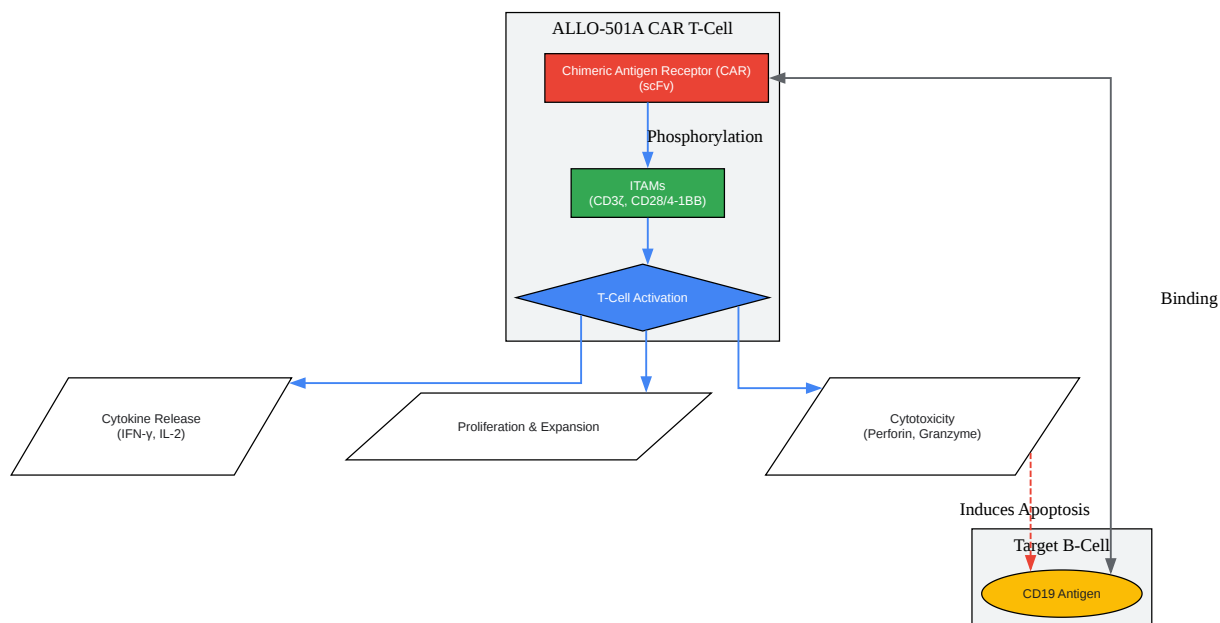 ALLO-501A CAR T-Cell
Chimeric Antigen Receptor (CAR)
(scFv)
Phosphorylation
ITAMs
(CD3ζ, CD28/4-1BB)
T-Cell Activation
Binding
Cytokine Release
(IFN-γ, IL-2)
Proliferation & Expansion
Cytotoxicity
(Perforin, Granzyme)
Induces Apoptosis
Target B-Cell
CD19 Antigen